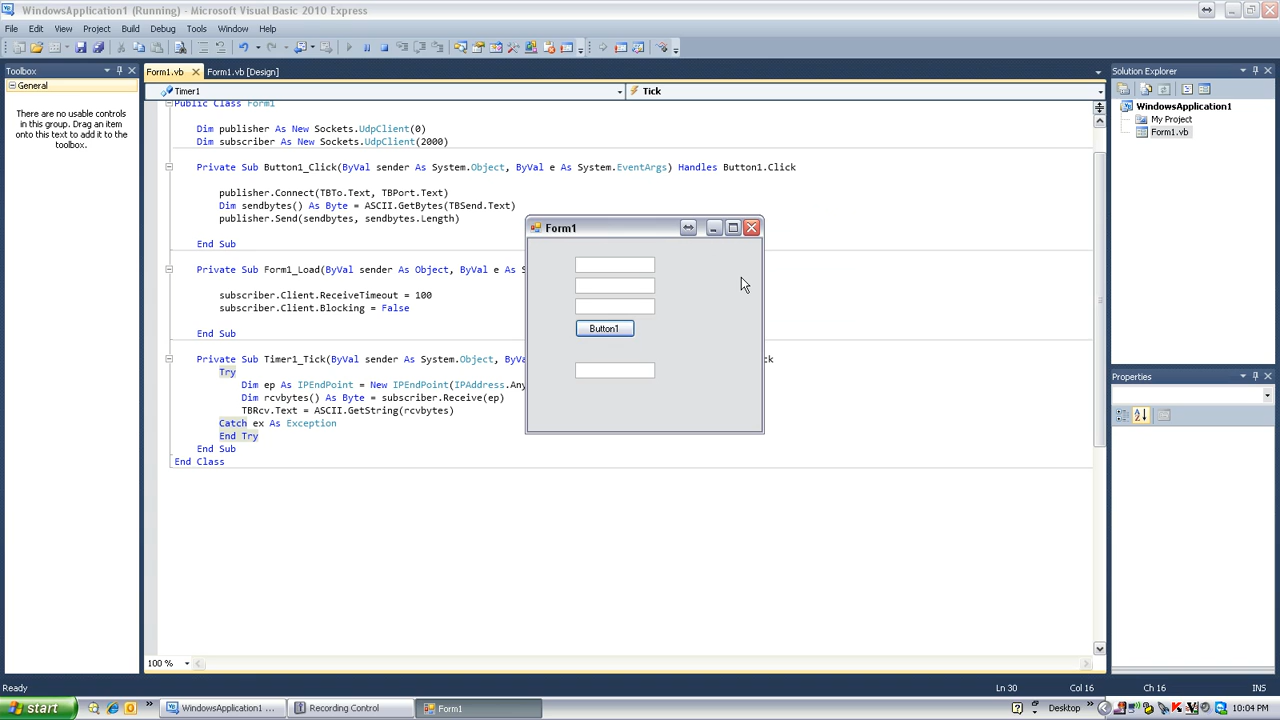 WindowsApplication1 (Running) - Microsoft Visual Basic 2010 Express
File Edit View Project Build Debug Tools Window Help
Toolbox
General
There are no usable controls
in this group. Drag an item
onto this text to add it to the
toolbox.
Form1.vb
Form1.vb [Design]
Timer1
Tick
Public Class Form1
Dim publisher As New Sockets.UdpClient(0)
Dim subscriber As New Sockets.UdpClient(2000)
Private Sub Button1_Click(ByVal sender As System.Object, ByVal e As System.EventArgs) Handles Button1.Click
publisher.Connect(TBTo.Text, TBPort.Text)
Dim sendbytes() As Byte = ASCII.GetBytes(TBSend.Text)
publisher.Send(sendbytes, sendbytes.Length)
End Sub
Private Sub Form1_Load(ByVal sender As Object, ByVal e As S
subscriber.Client.ReceiveTimeout = 100
subscriber.Client.Blocking = False
End Sub
Private Sub Timer1_Tick(ByVal sender As System.Object, ByV
ck
Try
Dim ep As IPEndPoint = New IPEndPoint(IPAddress.Any
Dim rcvbytes() As Byte = subscriber.Receive(ep)
TBRcv.Text = ASCII.GetString(rcvbytes)
Catch ex As Exception
End Try
End Sub
End Class
Form1
Button1
Solution Explorer
WindowsApplication1
My Project
Form1.vb
Properties
100 %
Ready
Ln 30
Col 16
Ch 16
INS
start
WindowsApplication1 ...
Recording Control
Form1
Desktop
10:04 PM